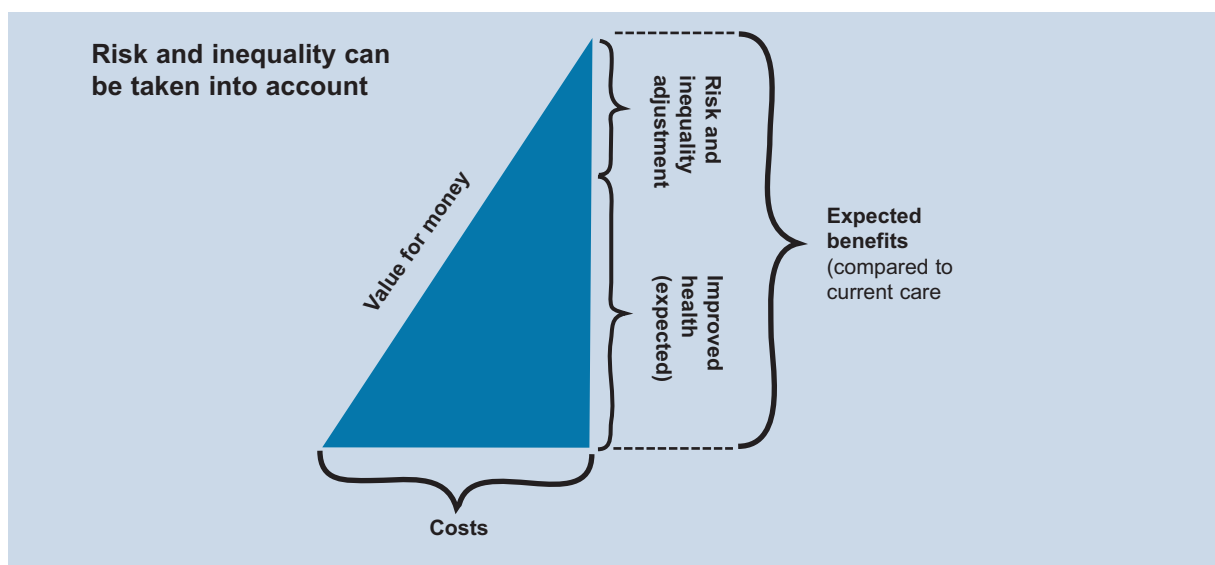 Risk and inequality can
be taken into account
Value for money
Risk and
inequality
adjustment
Improved
health
(expected)
Expected
benefits
(compared to
current care
Costs